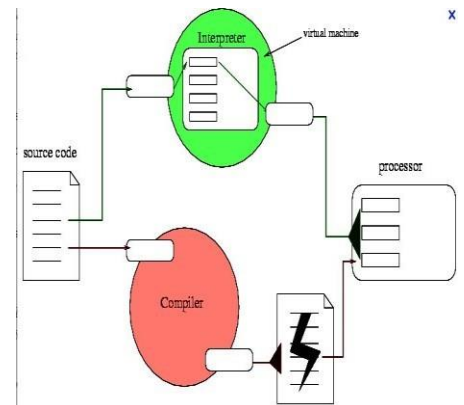 X
Interpreter
virtual machine
source code
processor
Compiler